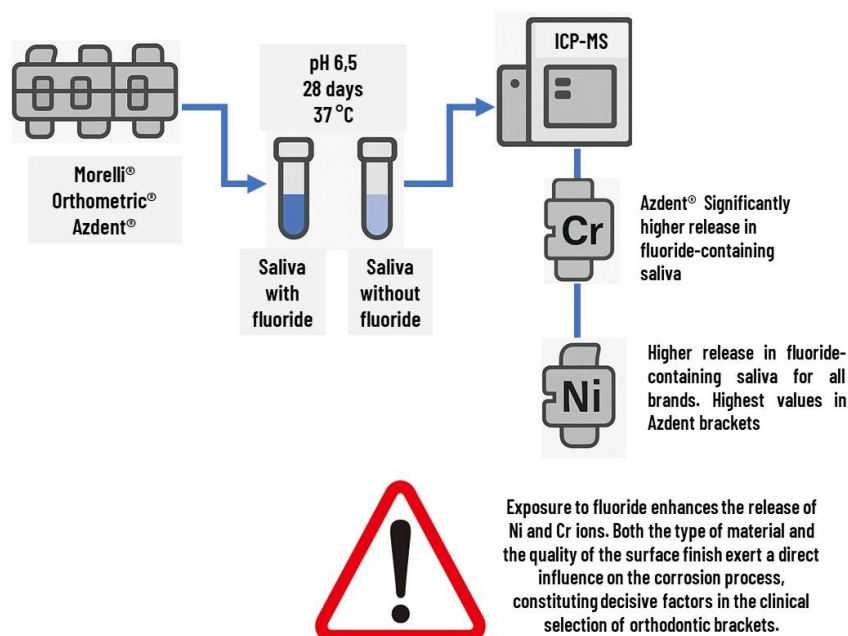 ICP-MS
pH 6,5
28 days
37 °C
Morelli®
Orthometric®
Azdent®
Saliva
with
fluoride
Saliva
without
fluoride
Cr
Azdent® Significantly
higher release in
fluoride-containing
saliva
Ni
Higher release in fluoride-
containing saliva for all
brands. Highest values in
Azdent brackets
Exposure to fluoride enhances the release of
Ni and Cr ions. Both the type of material and
the quality of the surface finish exert a direct
influence on the corrosion process,
constituting decisive factors in the clinical
selection of orthodontic brackets.